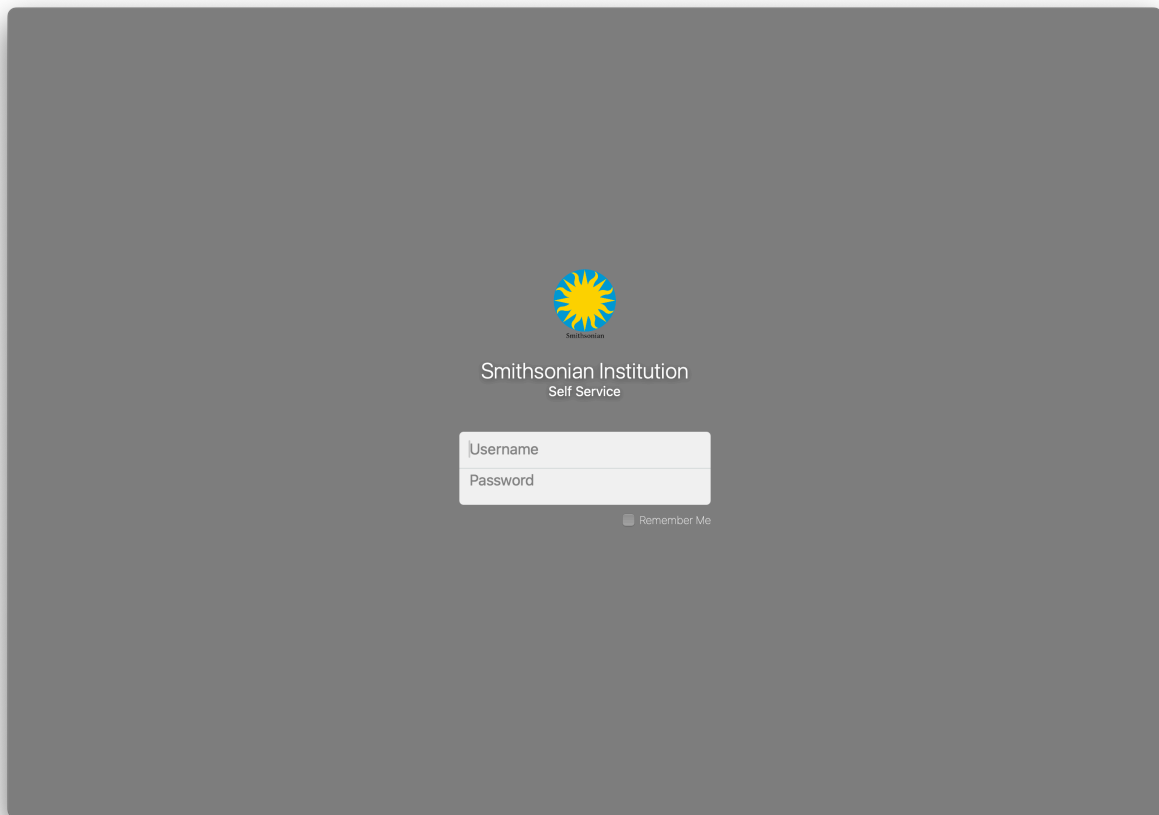 Smithsonian
Smithsonian Institution
Self Service
Username
Password
Remember Me